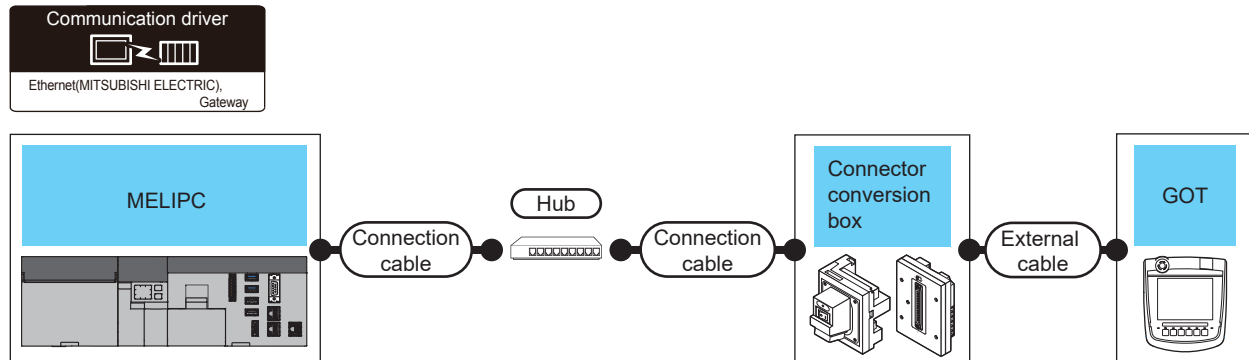 Communication driver
Ethernet(MITSUBISHI ELECTRIC),
Gateway
MELIPC
Connection
cable
Hub
Connection
cable
Connector
conversion
box
External
cable
GOT